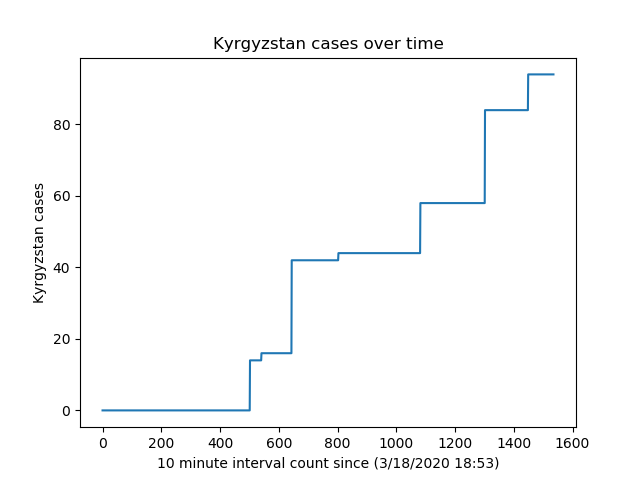 Kyrgyzstan cases over time
Kyrgyzstan cases
80
60
40
20
0
0 200 400 600 800 1000 1200 1400 1600
10 minute interval count since (3/18/2020 18:53)